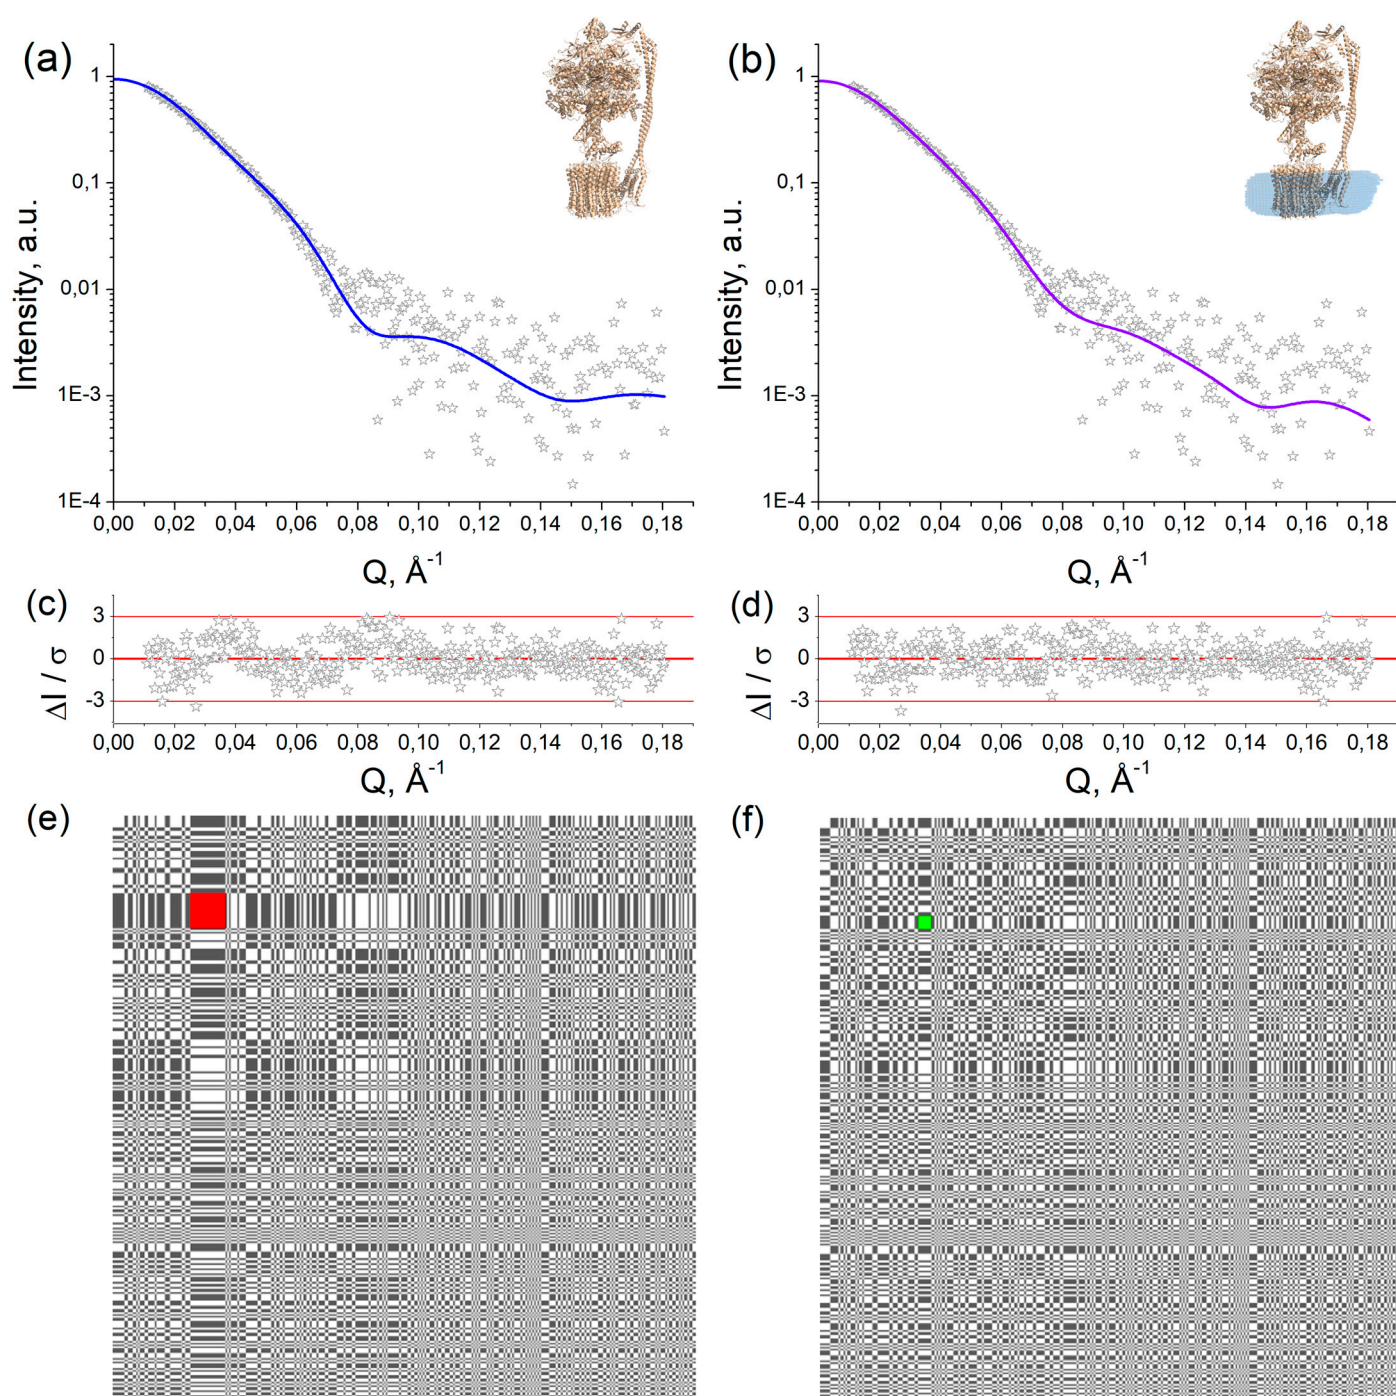 (a)
1
0,1
0,01
1E-3
1E-4
Intensity, a.u.
0,00 0,02 0,04 0,06 0,08 0,10 0,12 0,14 0,16 0,18
Q, Å-1
(b)
1
0,1
0,01
1E-3
1E-4
Intensity, a.u.
0,00 0,02 0,04 0,06 0,08 0,10 0,12 0,14 0,16 0,18
Q, Å-1
(c)
3
0
-3
ΔI / σ
0,00 0,02 0,04 0,06 0,08 0,10 0,12 0,14 0,16 0,18
Q, Å-1
(d)
3
0
-3
ΔI / σ
0,00 0,02 0,04 0,06 0,08 0,10 0,12 0,14 0,16 0,18
Q, Å-1
(e)
(f)